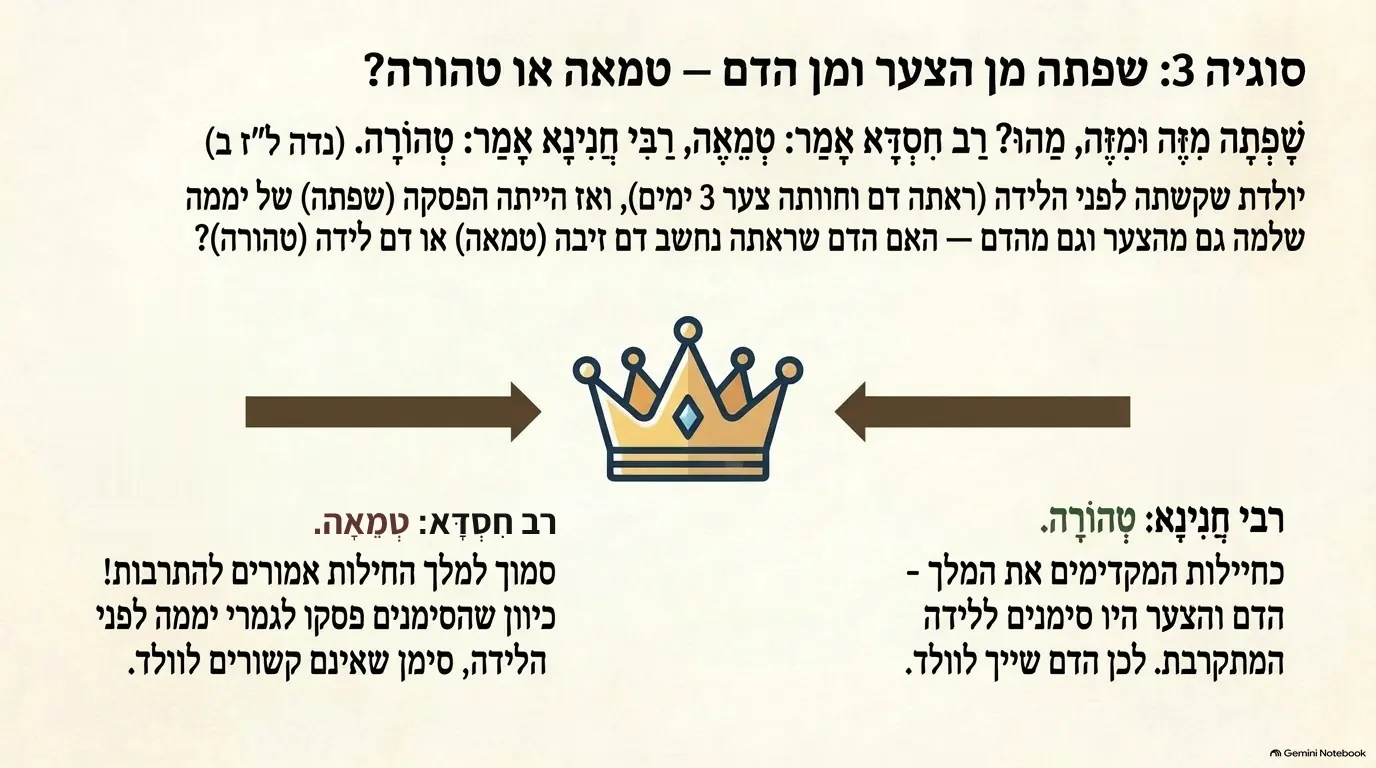 סוגיה 3: שפתה מן הצער ומן הדם – טמאה או טהורה?
שָׁפְתָה מִזֶּה וּמִזֶּה, מַהוּ? רַב חִסְדָּא אָמַר: טְמֵאָה, רַבִּי חֲנִינָא אָמַר: טְהוֹרָה. (נדה ל"ז ב)
יולדת שקשתה לפני הלידה (ראתה דם וחוותה צער 3 ימים), ואז הייתה הפסקה (שפתה) של יממה
שלמה גם מהצער וגם מהדם — האם הדם שראתה נחשב דם זיבה (טמאה) או דם לידה (טהורה)?
רבי חֲנִינָא: טְהוֹרָה.
כחיילות המקדימים את המלך -
הדם והצער היו סימנים ללידה
המתקרבת. לכן הדם שייך לוולד.
רב חִסְדָּא: טְמֵאָה.
סמוך למלך החילות אמורים להתרבות!
כיוון שהסימנים פסקו לגמרי יממה לפני
הלידה, סימן שאינם קשורים לוולד.
Gemini Notebook